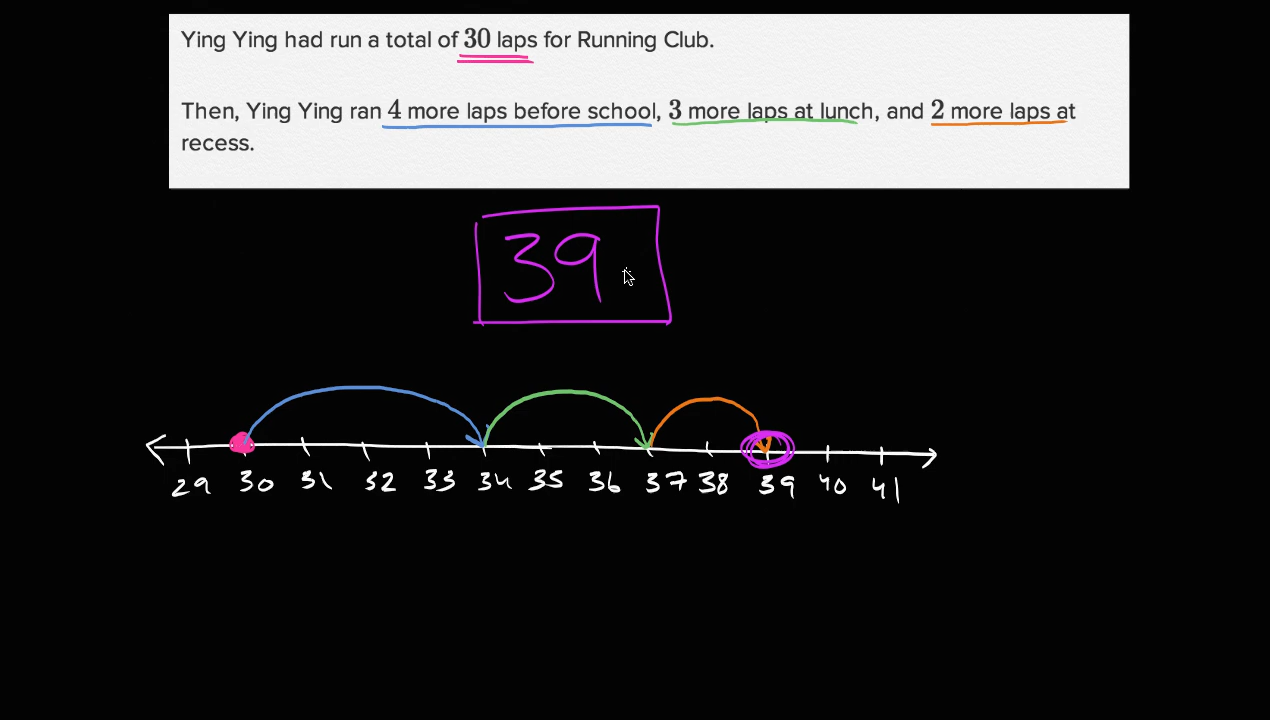 Ying Ying had run a total of 30 laps for Running Club.
Then, Ying Ying ran 4 more laps before school, 3 more laps at lunch, and 2 more laps at
recess.
39
29 30 31 32 33 34 35 36 37 38 39 40 41